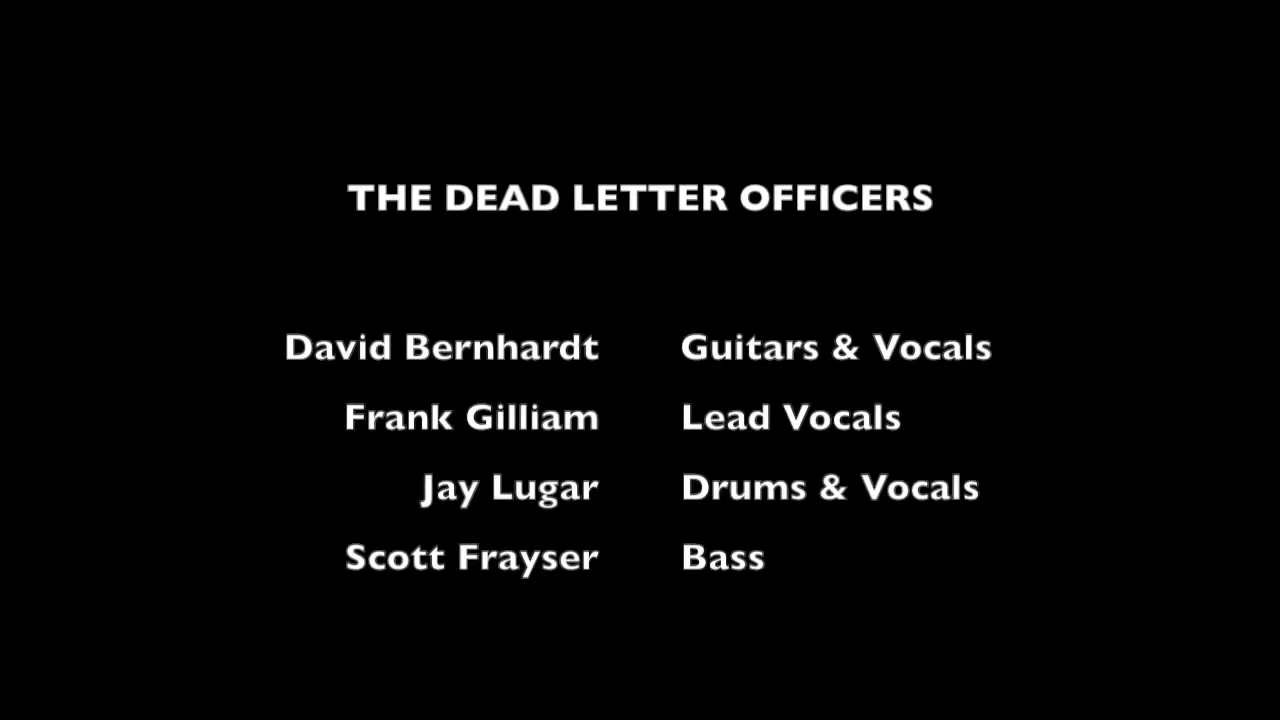 THE DEAD LETTER OFFICERS
David Bernhardt Guitars & Vocals
Frank Gilliam Lead Vocals
Jay Lugar Drums & Vocals
Scott Frayser Bass